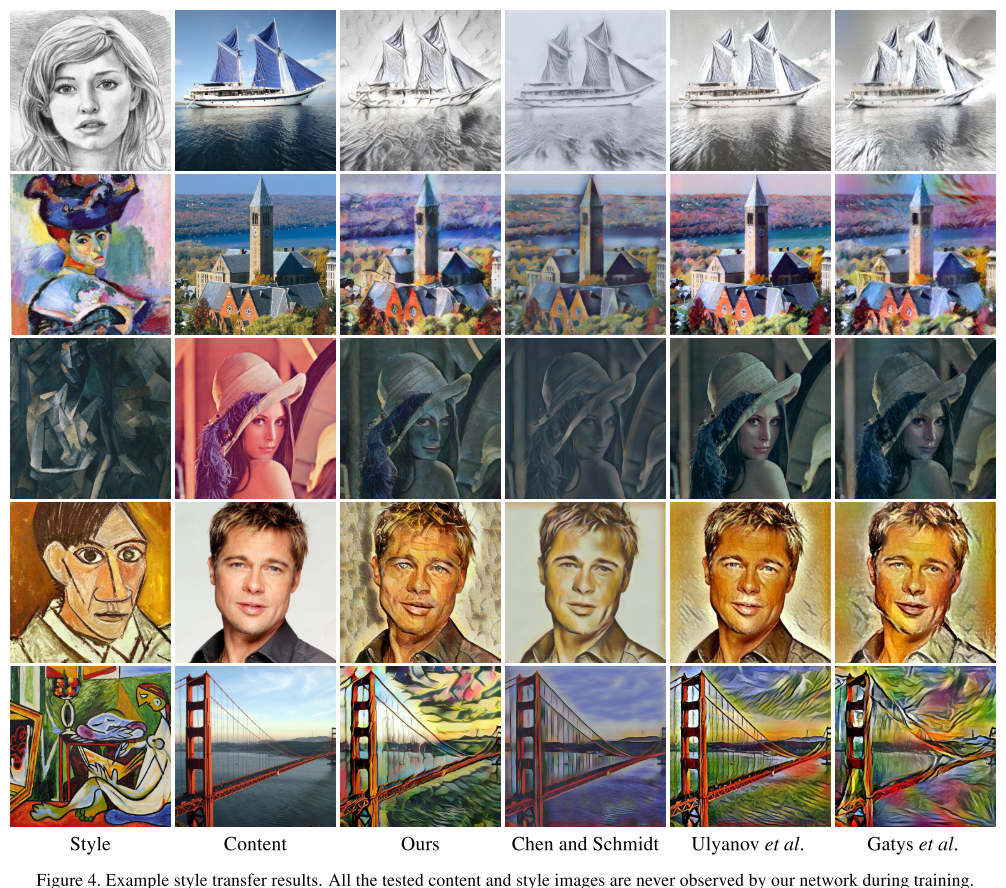 Style Content Ours Chen and Schmidt Ulyanov et al. Gatys et al.
Figure 4. Example style transfer results. All the tested content and style images are never observed by our network during training.